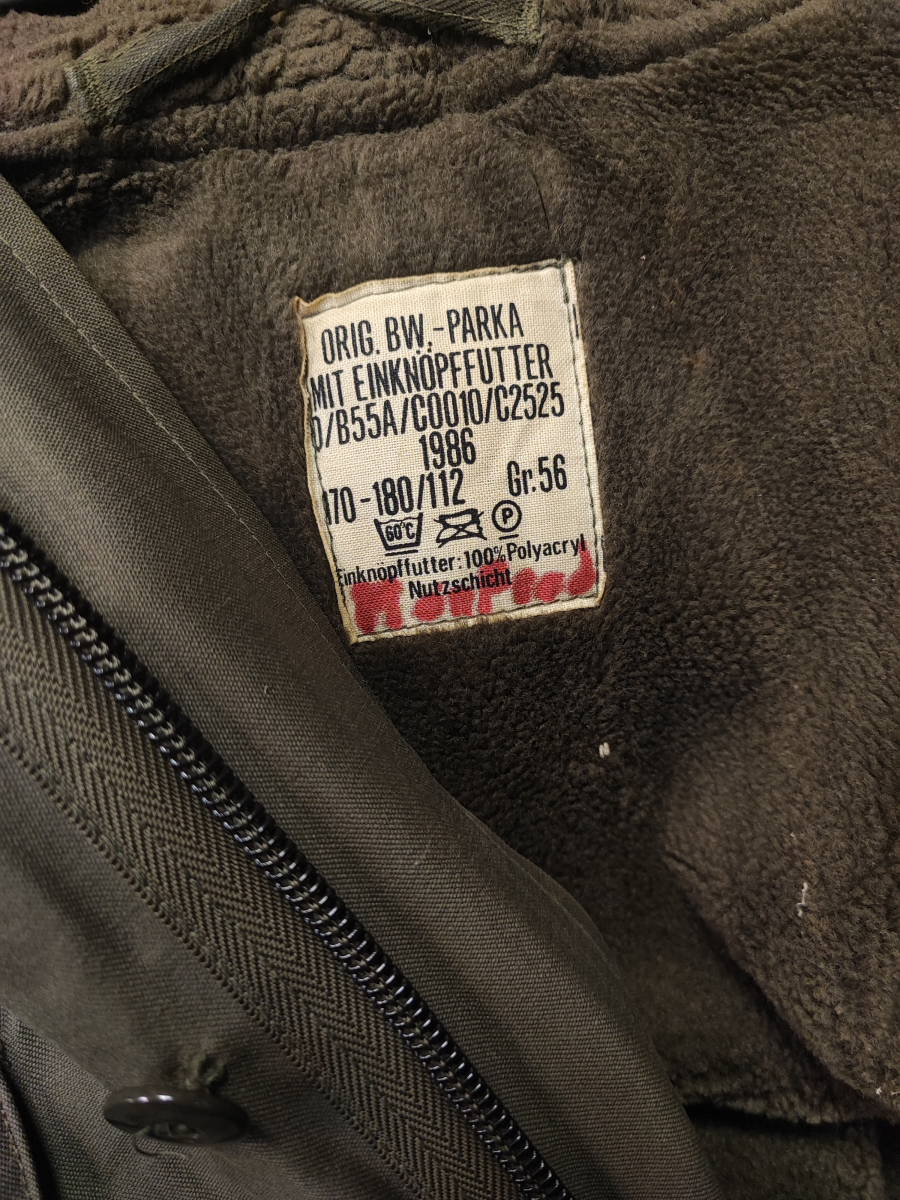 ORIG. BW.-PARKA
MIT EINKNÖPFFUTTER
0/B55A/C0010/C2525
1986
170-180/112 Gr. 56
60°C P
Einknöpffutter: 100% Polyacryl
Nutzschicht